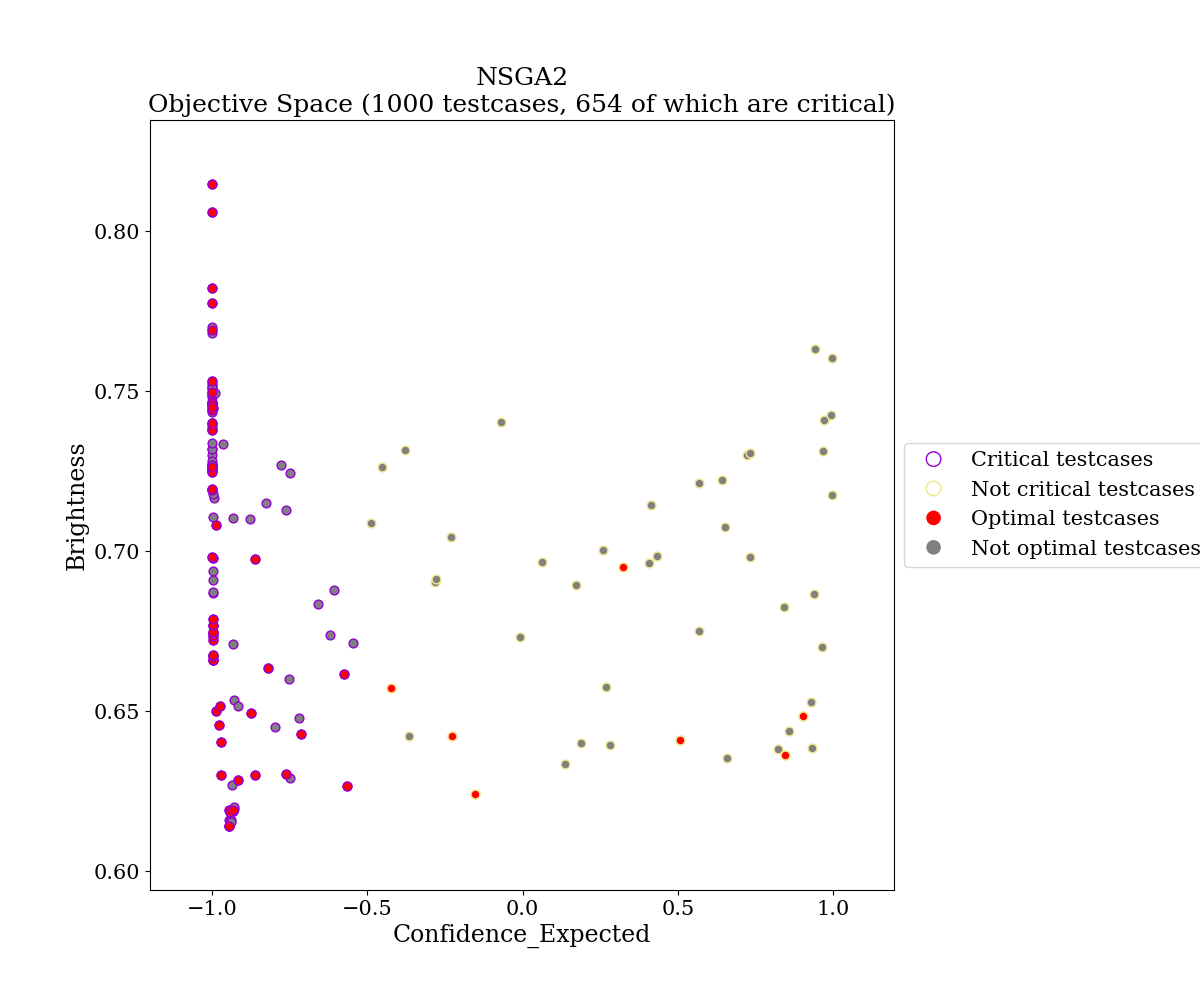 NSGA2
Objective Space (1000 testcases, 654 of which are critical)
0.80
0.75
0.70
0.65
0.60
Brightness
−1.0
−0.5
0.0
0.5
1.0
Confidence_Expected
Critical testcases
Not critical testcases
Optimal testcases
Not optimal testcases